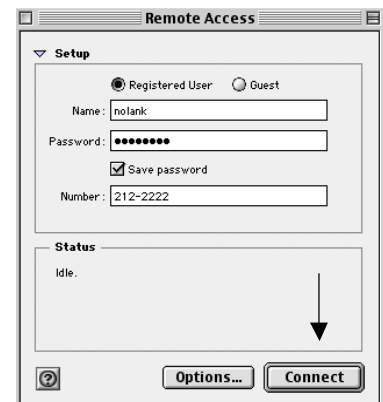 Remote Access
Setup
Registered User Guest
Name: nolank
Password: ••••••••
Save password
Number: 212-2222
Status
Idle.
? Options... Connect